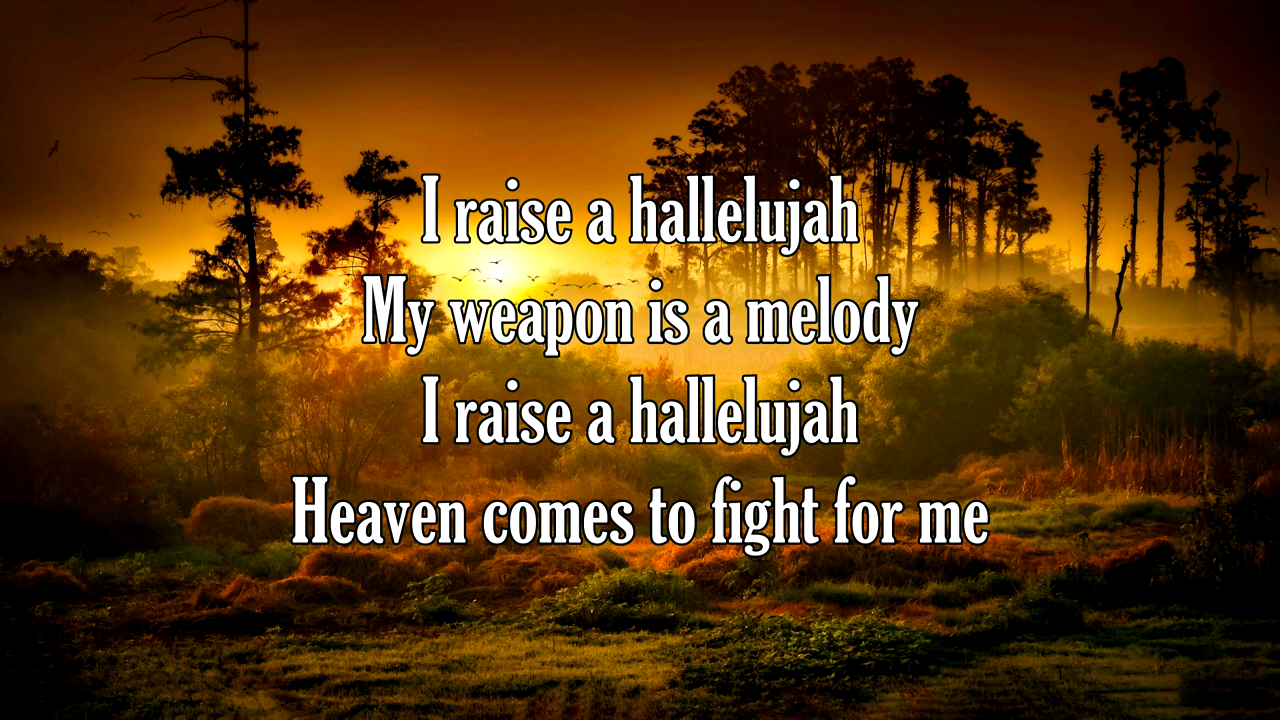 I raise a hallelujah
My weapon is a melody
I raise a hallelujah
Heaven comes to fight for me